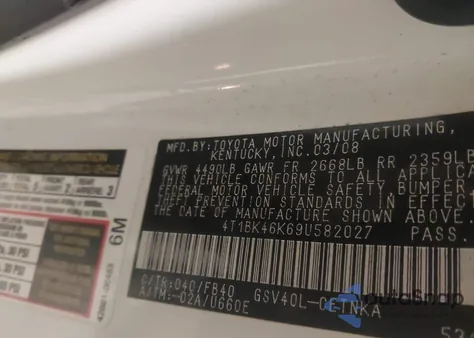 MFD.BY: TOYOTA MOTOR MANUFACTURING,
KENTUCKY, INC. 03/08
GVWR 4490LB GAWR FR 2668LB RR 2359LB
THIS VEHICLE CONFORMS TO ALL APPLICA
FEDERAL MOTOR VEHICLE SAFETY, BUMPER
THEFT PREVENTION STANDARDS IN EFFECT
THE DATE OF MANUFACTURE SHOWN ABOVE.
4T1BK46K69U582027 PASS.
C/TR:040/FB40 GSV40L-CETNKA
A/TM:-02A/U660E
6M
autosnap